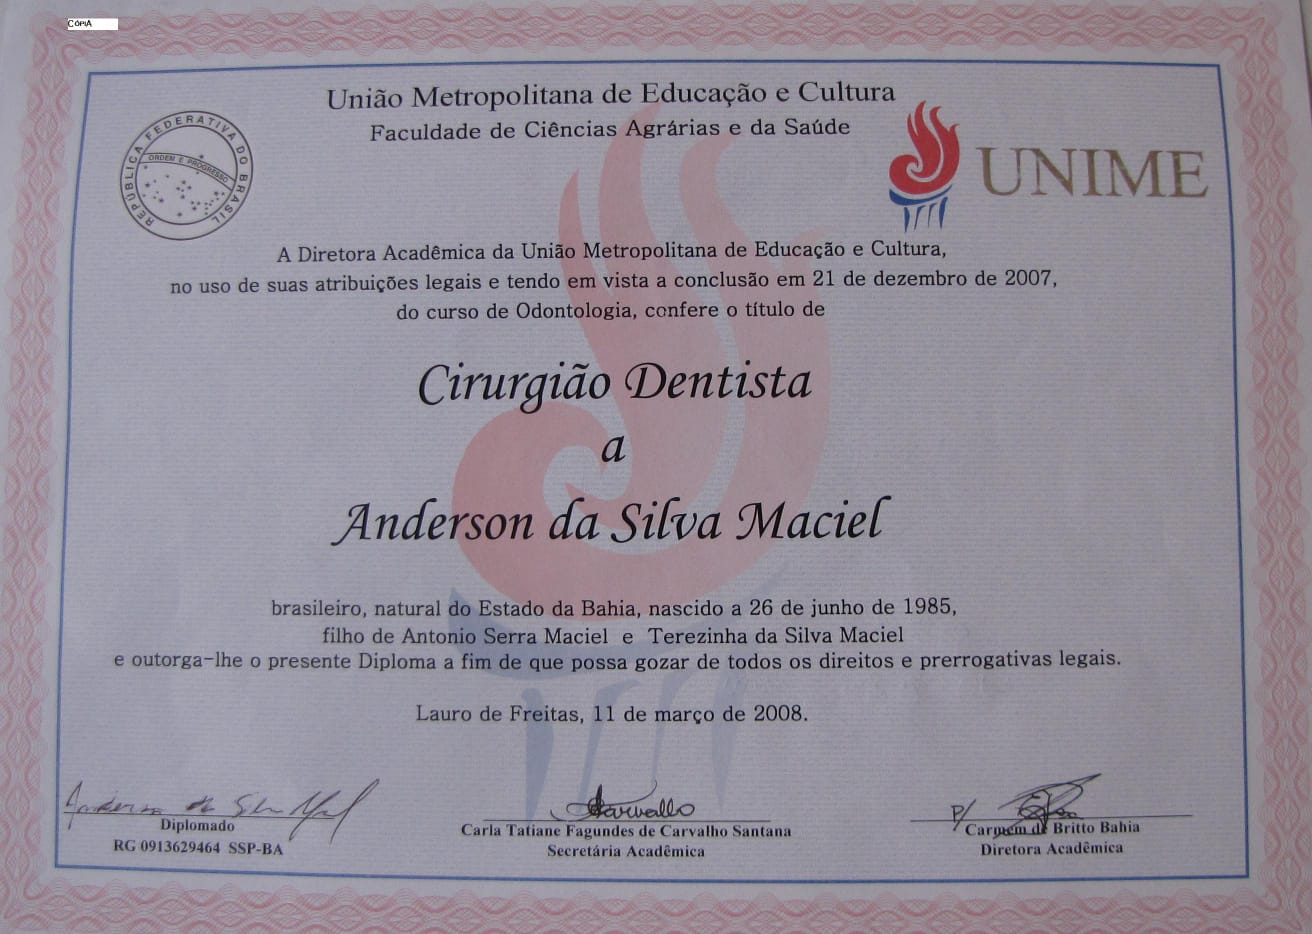 CÓPIA
União Metropolitana de Educação e Cultura
Faculdade de Ciências Agrárias e da Saúde
REPÚBLICA FEDERATIVA DO BRASIL
ORDEM E PROGRESSO
UNIME
A Diretora Acadêmica da União Metropolitana de Educação e Cultura,
no uso de suas atribuições legais e tendo em vista a conclusão em 21 de dezembro de 2007,
do curso de Odontologia, confere o título de
Cirurgião Dentista
a
Anderson da Silva Maciel
brasileiro, natural do Estado da Bahia, nascido a 26 de junho de 1985,
filho de Antonio Serra Maciel e Terezinha da Silva Maciel
e outorga-lhe o presente Diploma a fim de que possa gozar de todos os direitos e prerrogativas legais.
Lauro de Freitas, 11 de março de 2008.
Anderson da Silva
Diplomado
RG 0913629464 SSP-BA
Carvallo
Carla Tatiane Fagundes de Carvalho Santana
Secretária Acadêmica
P/
Carmem de Britto Bahia
Diretora Acadêmica